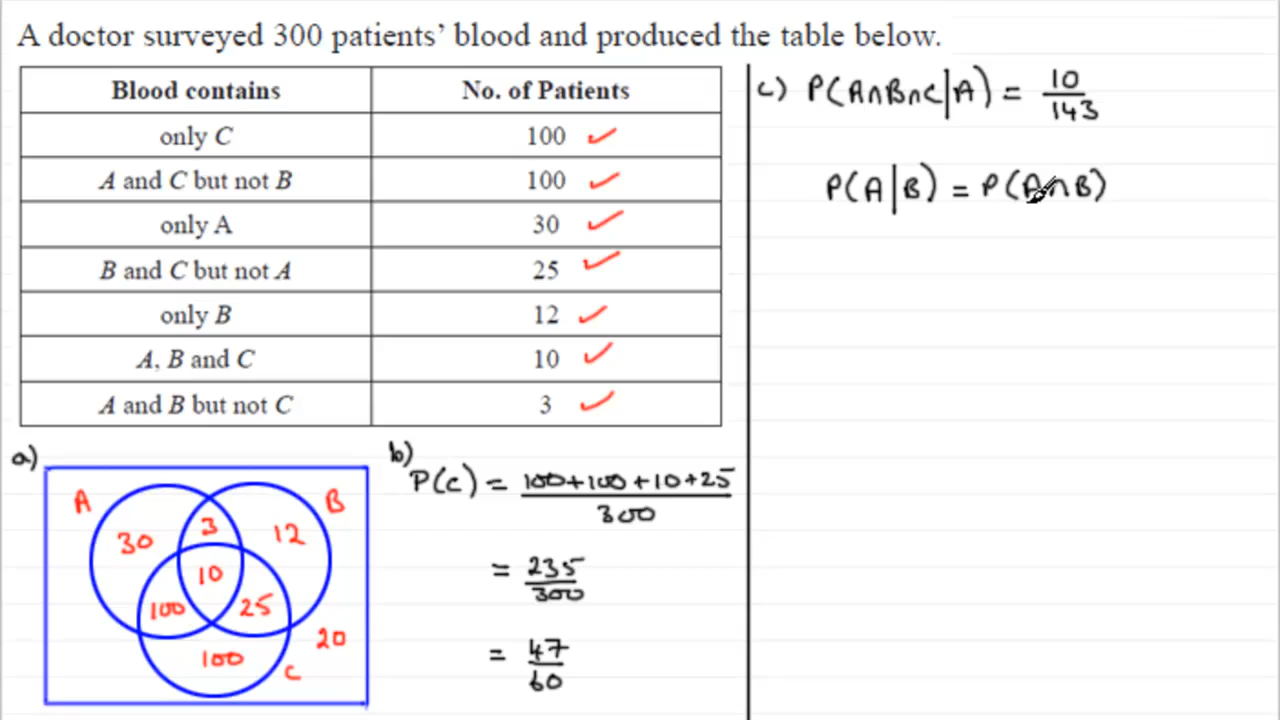 A doctor surveyed 300 patients’ blood and produced the table below.
Blood contains No. of Patients
only C 100
A and C but not B 100
only A 30
B and C but not A 25
only B 12
A, B and C 10
A and B but not C 3
a)
A
B
30
3
12
10
100
25
100
20
C
b)
P(C) = 100+100+10+25
300
= 235
300
= 47
60
c) P(A∩B∩C|A) = 10
143
P(A|B) = P(A∩B)